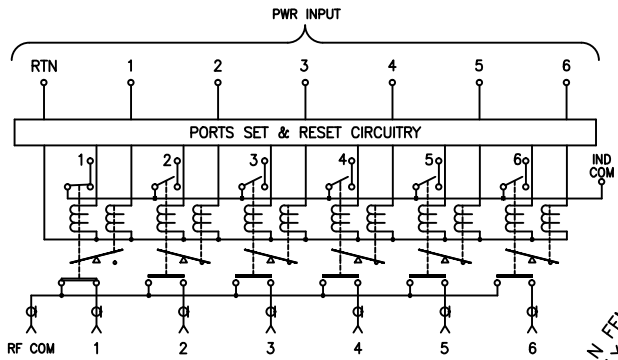 PWR INPUT
RTN 1 2 3 4 5 6
PORTS SET & RESET CIRCUITRY
1 2 3 4 5 6 IND
COM
RF COM 1 2 3 4 5 6